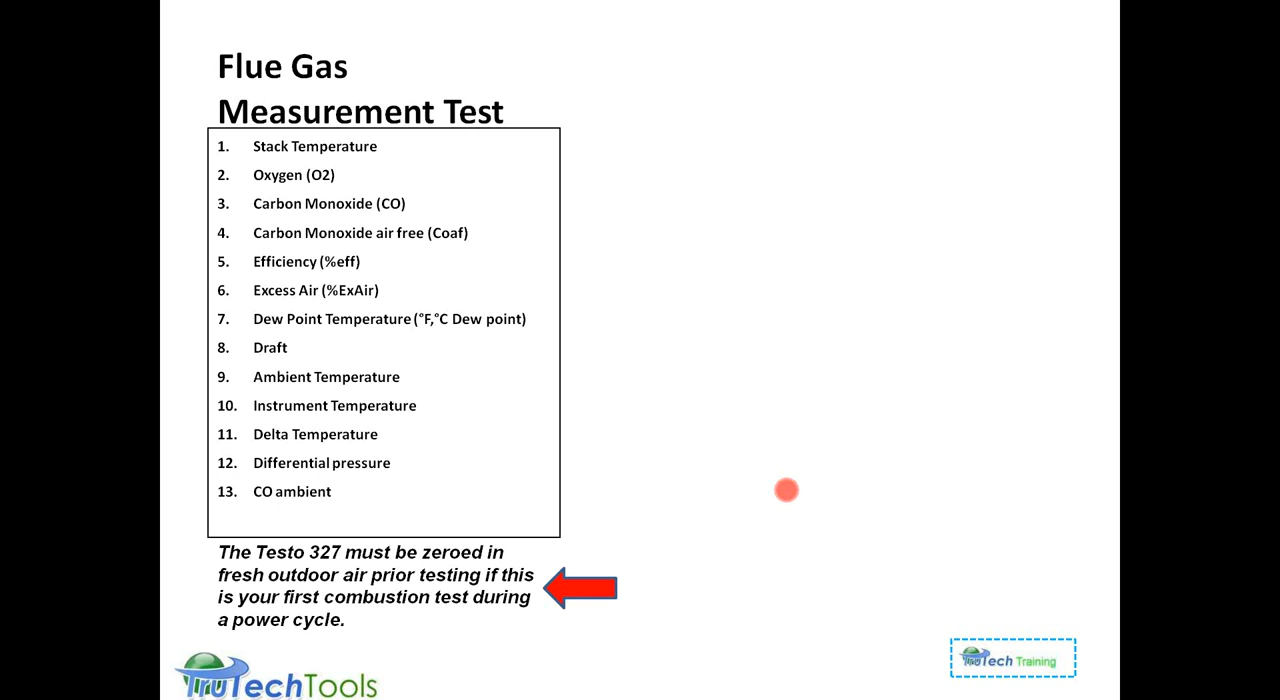 Flue Gas
Measurement Test
1. Stack Temperature
2. Oxygen (O2)
3. Carbon Monoxide (CO)
4. Carbon Monoxide air free (Coaf)
5. Efficiency (%eff)
6. Excess Air (%ExAir)
7. Dew Point Temperature (°F,°C Dew point)
8. Draft
9. Ambient Temperature
10. Instrument Temperature
11. Delta Temperature
12. Differential pressure
13. CO ambient
The Testo 327 must be zeroed in
fresh outdoor air prior testing if this
is your first combustion test during
a power cycle.
TruTechTools
TruTech Training